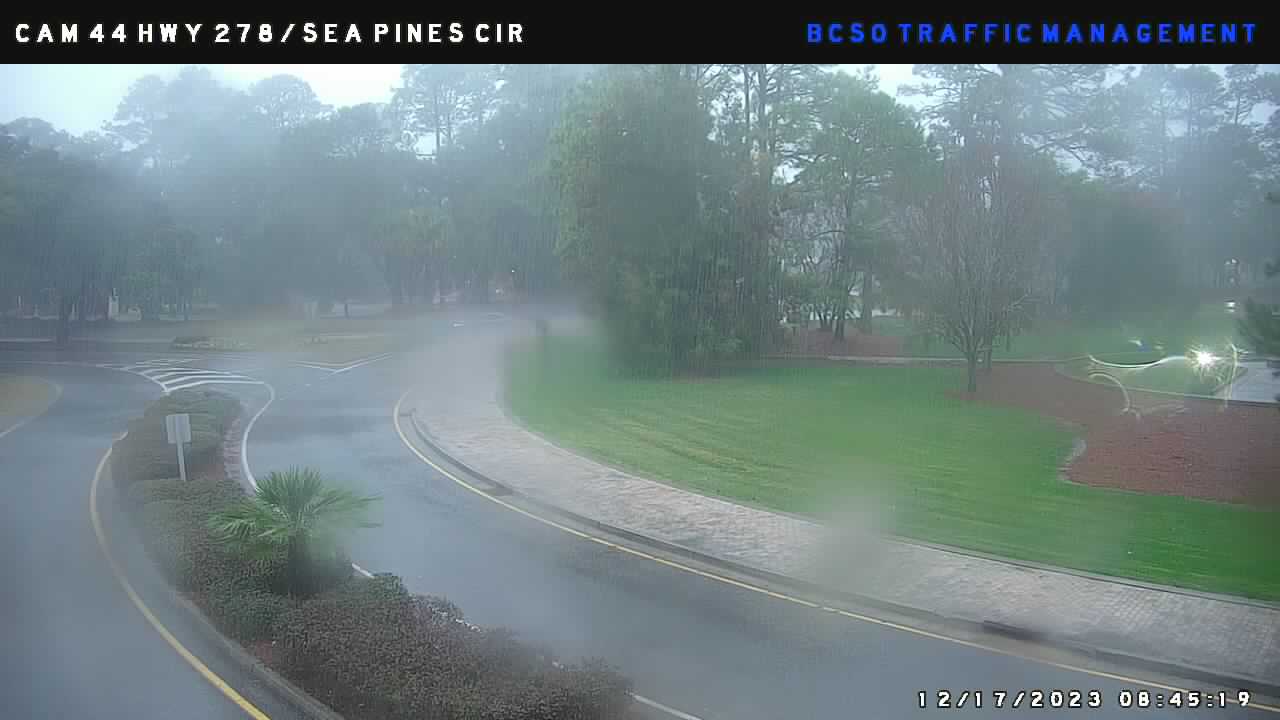 CAM 44 HWY 278/SEA PINES CIR
BCSO TRAFFIC MANAGEMENT
12/17/2023 08:45:19